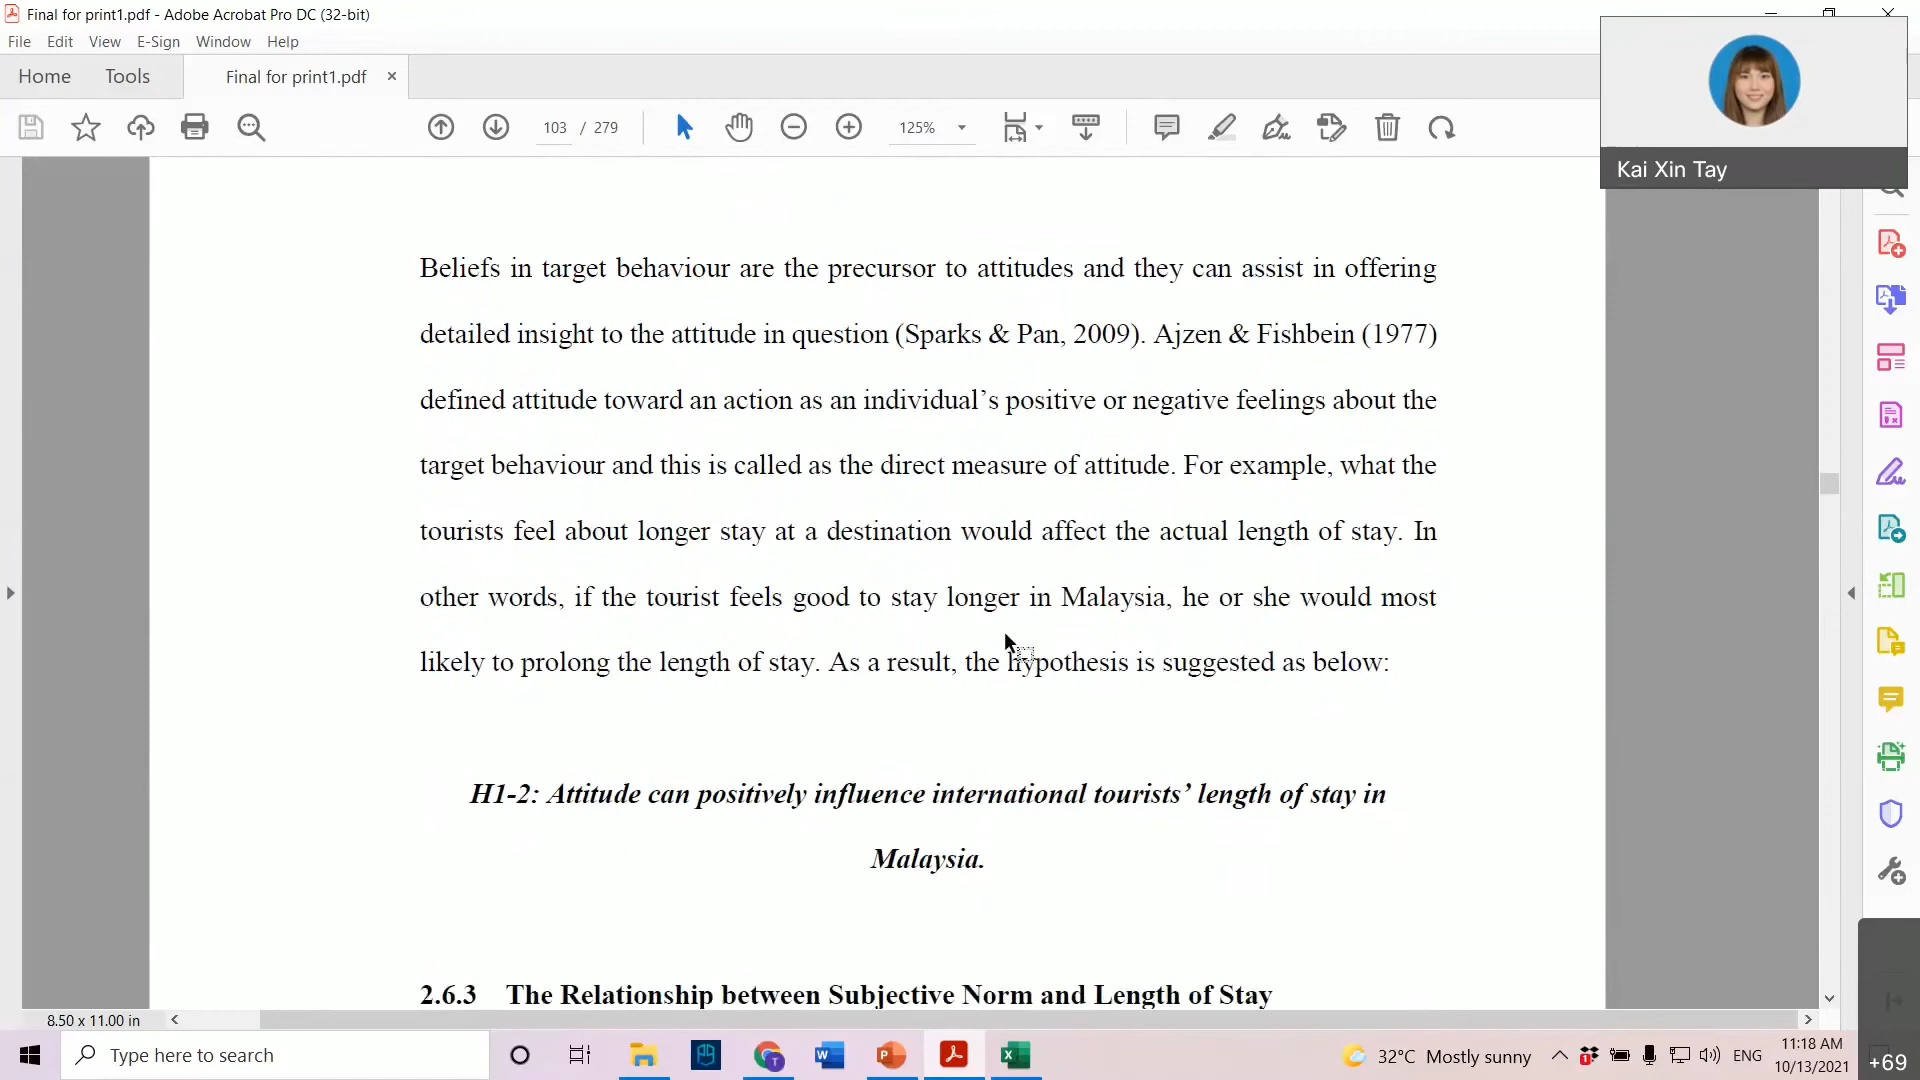 Final for print1.pdf - Adobe Acrobat Pro DC (32-bit)
File Edit View E-Sign Window Help
Home Tools Final for print1.pdf ×
103 / 279 125%
Kai Xin Tay
Beliefs in target behaviour are the precursor to attitudes and they can assist in offering
detailed insight to the attitude in question (Sparks & Pan, 2009). Ajzen & Fishbein (1977)
defined attitude toward an action as an individual’s positive or negative feelings about the
target behaviour and this is called as the direct measure of attitude. For example, what the
tourists feel about longer stay at a destination would affect the actual length of stay. In
other words, if the tourist feels good to stay longer in Malaysia, he or she would most
likely to prolong the length of stay. As a result, the hypothesis is suggested as below:
H1-2: Attitude can positively influence international tourists’ length of stay in
Malaysia.
2.6.3 The Relationship between Subjective Norm and Length of Stay
8.50 x 11.00 in
Type here to search
32°C Mostly sunny
ENG
11:18 AM
10/13/2021
+69